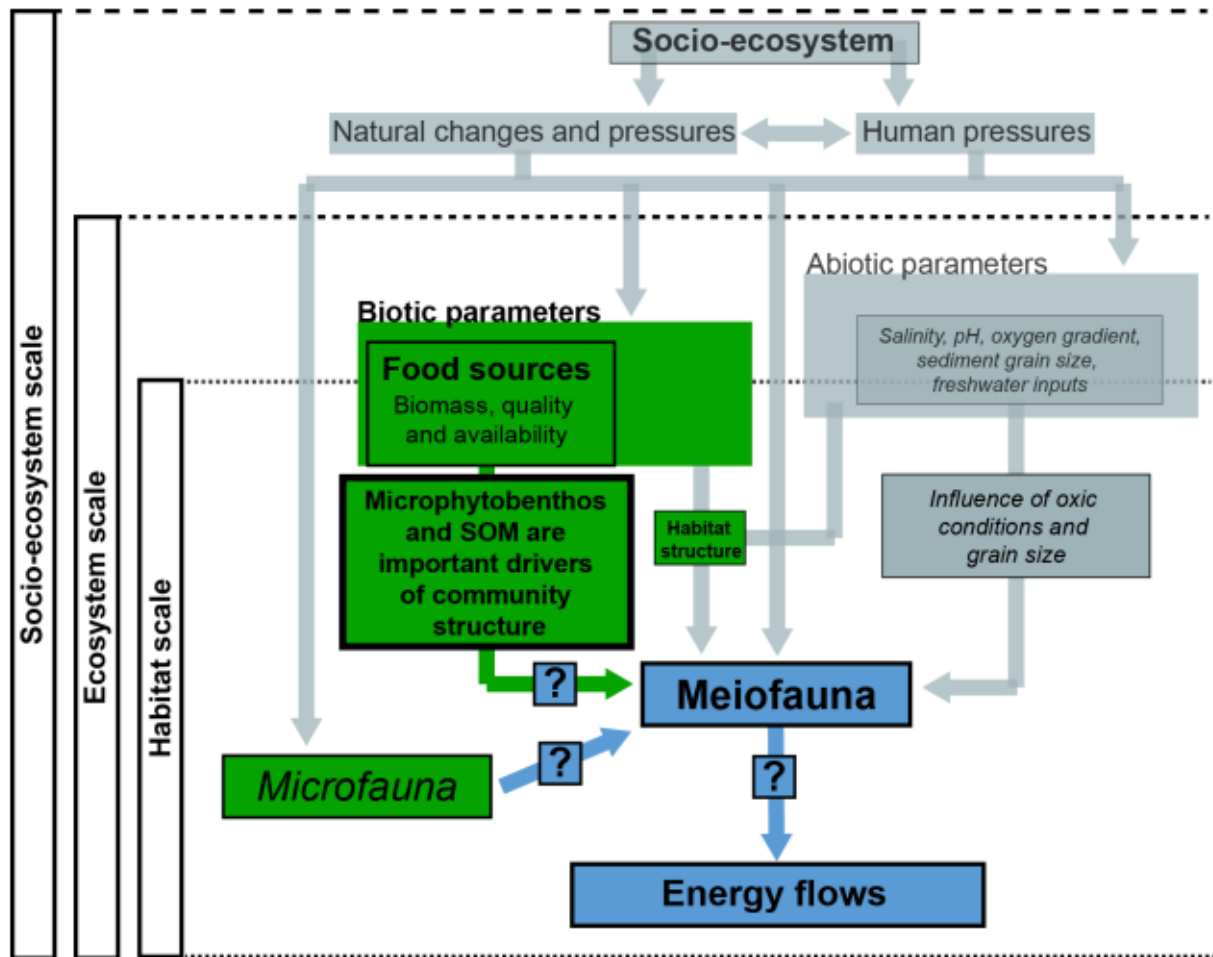 Socio-ecosystem scale
Ecosystem scale
Habitat scale
Socio-ecosystem
Natural changes and pressures
Human pressures
Abiotic parameters
Salinity, pH, oxygen gradient,
sediment grain size,
freshwater inputs
Biotic parameters
Food sources
Biomass, quality
and availability
Microphytobenthos
and SOM are
important drivers
of community
structure
Habitat
structure
Influence of oxic
conditions and
grain size
?
Meiofauna
?
Microfauna
?
Energy flows